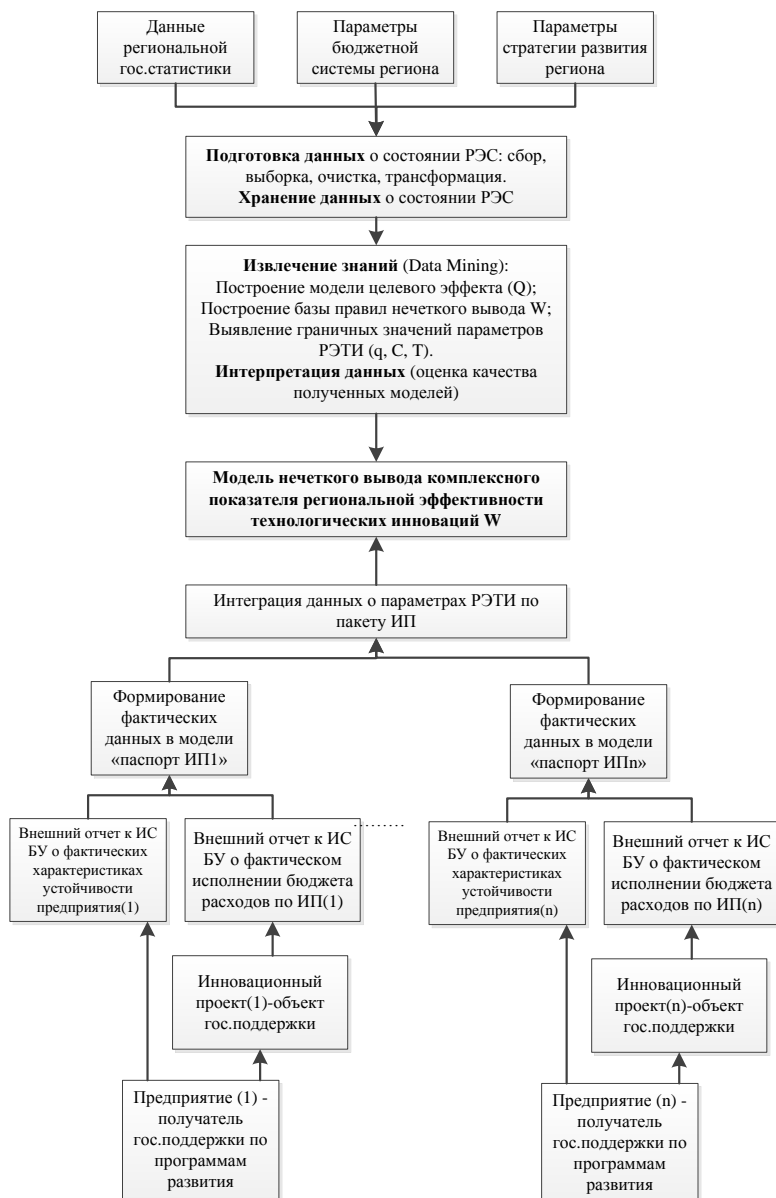 Данные
региональной
гос.статистики
Параметры
бюджетной
системы региона
Параметры
стратегии развития
региона
Подготовка данных о состоянии РЭС: сбор,
выборка, очистка, трансформация.
Хранение данных о состоянии РЭС
Извлечение знаний (Data Mining):
Построение модели целевого эффекта (Q);
Построение базы правил нечеткого вывода W;
Выявление граничных значений параметров
РЭТИ (q, C, T).
Интерпретация данных (оценка качества
полученных моделей)
Модель нечеткого вывода комплексного
показателя региональной эффективности
технологических инноваций W
Интеграция данных о параметрах РЭТИ по
пакету ИП
Формирование
фактических
данных в модели
«паспорт ИП1»
Формирование
фактических
данных в модели
«паспорт ИПn»
Внешний отчет к ИС
БУ о фактических
характеристиках
устойчивости
предприятия(1)
Внешний отчет к ИС
БУ о фактическом
исполнении бюджета
расходов по ИП(1)
Внешний отчет к ИС
БУ о фактических
характеристиках
устойчивости
предприятия(n)
Внешний отчет к ИС
БУ о фактическом
исполнении бюджета
расходов по ИП(n)
Инновационный
проект(1)-объект
гос.поддержки
Инновационный
проект(n)-объект
гос.поддержки
Предприятие (1) -
получатель
гос.поддержки по
программам
развития
Предприятие (n) -
получатель
гос.поддержки по
программам
развития